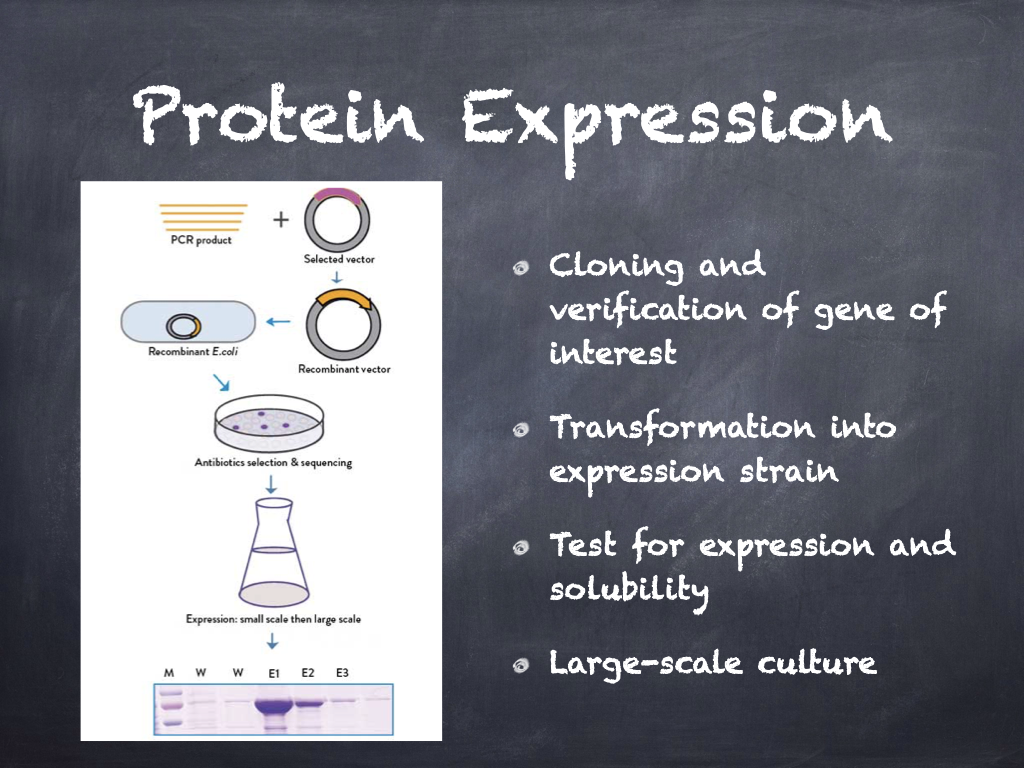 Protein Expression
+
PCR product
Selected vector
Recombinant E.coli
Recombinant vector
Antibiotics selection & sequencing
Expression: small scale then large scale
M W W E1 E2 E3
Cloning and
verification of gene of
interest
Transformation into
expression strain
Test for expression and
solubility
Large-scale culture